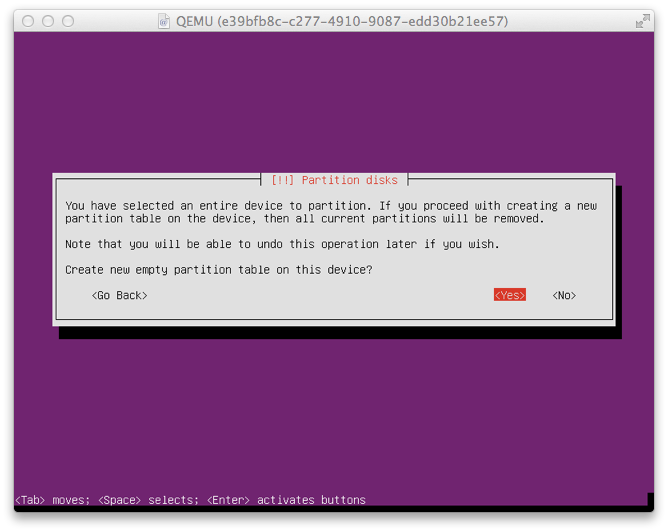 QEMU (e39bfb8c-c277-4910-9087-edd30b21ee57)
[!!] Partition disks
You have selected an entire device to partition. If you proceed with creating a new
partition table on the device, then all current partitions will be removed.
Note that you will be able to undo this operation later if you wish.
Create new empty partition table on this device?
<Go Back> <Yes> <No>
<Tab> moves; <Space> selects; <Enter> activates buttons